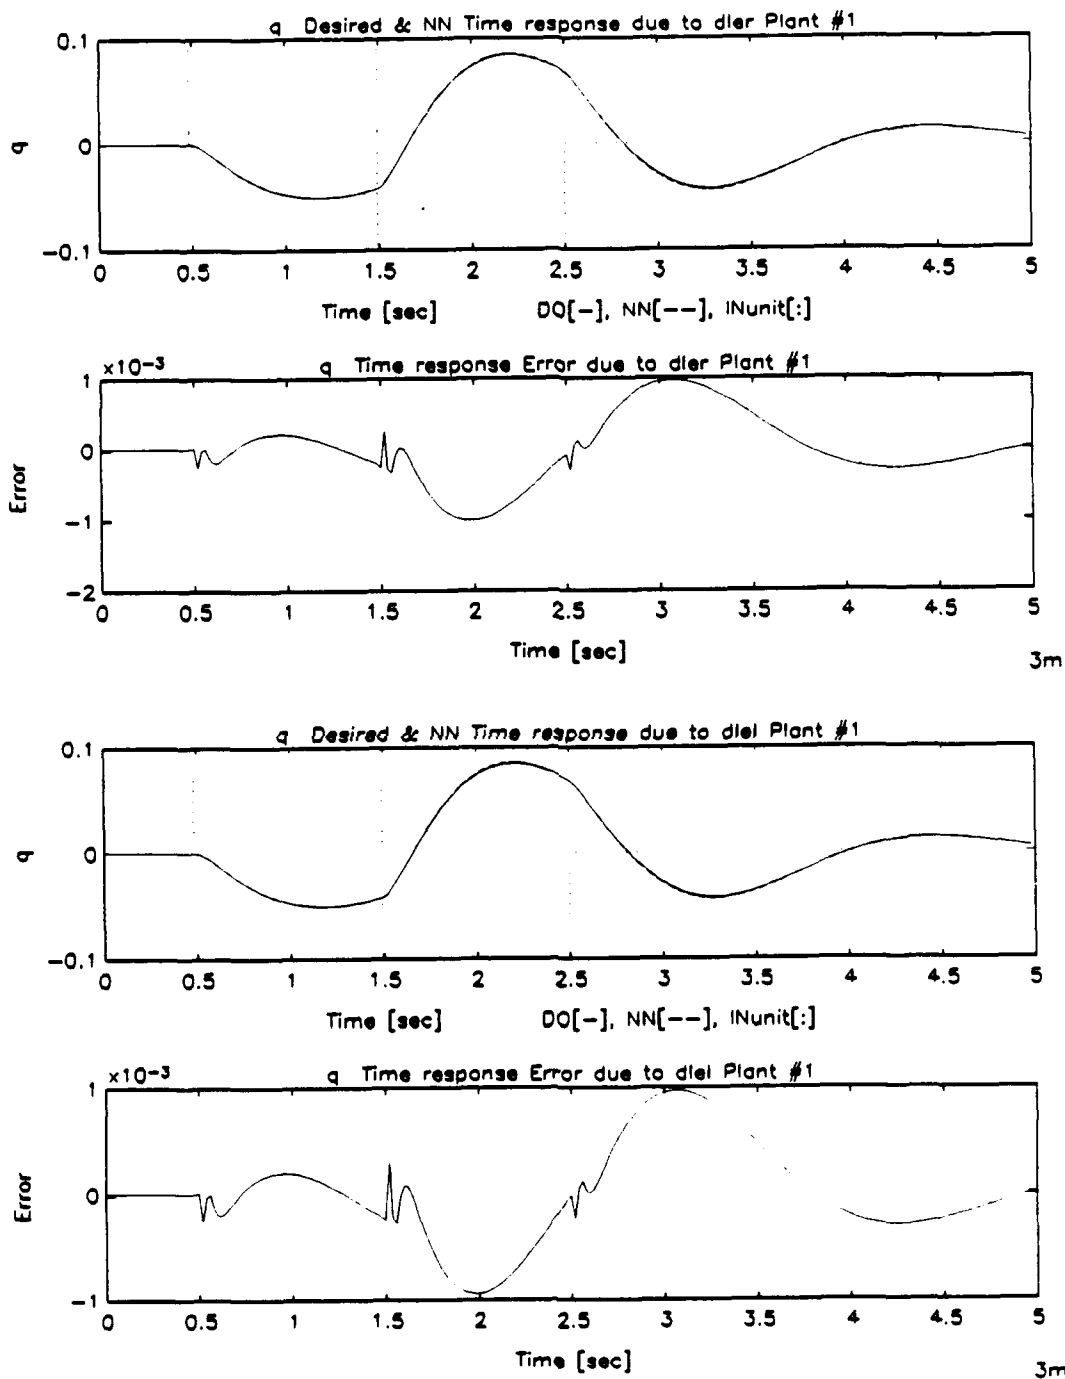 q Desired & NN Time response due to dler Plant #1
0.1
0
-0.1
q
0 0.5 1 1.5 2 2.5 3 3.5 4 4.5 5
Time [sec] DO[-], NN[--], INunit[:]
×10-3 q Time response Error due to dler Plant #1
1
0
-1
-2
Error
0 0.5 1 1.5 2 2.5 3 3.5 4 4.5 5
Time [sec]
3m
q Desired & NN Time response due to dlel Plant #1
0.1
0
-0.1
q
0 0.5 1 1.5 2 2.5 3 3.5 4 4.5 5
Time [sec] DO[-], NN[--], INunit[:]
×10-3 q Time response Error due to dlel Plant #1
1
0
-1
Error
0 0.5 1 1.5 2 2.5 3 3.5 4 4.5 5
Time [sec]
3m